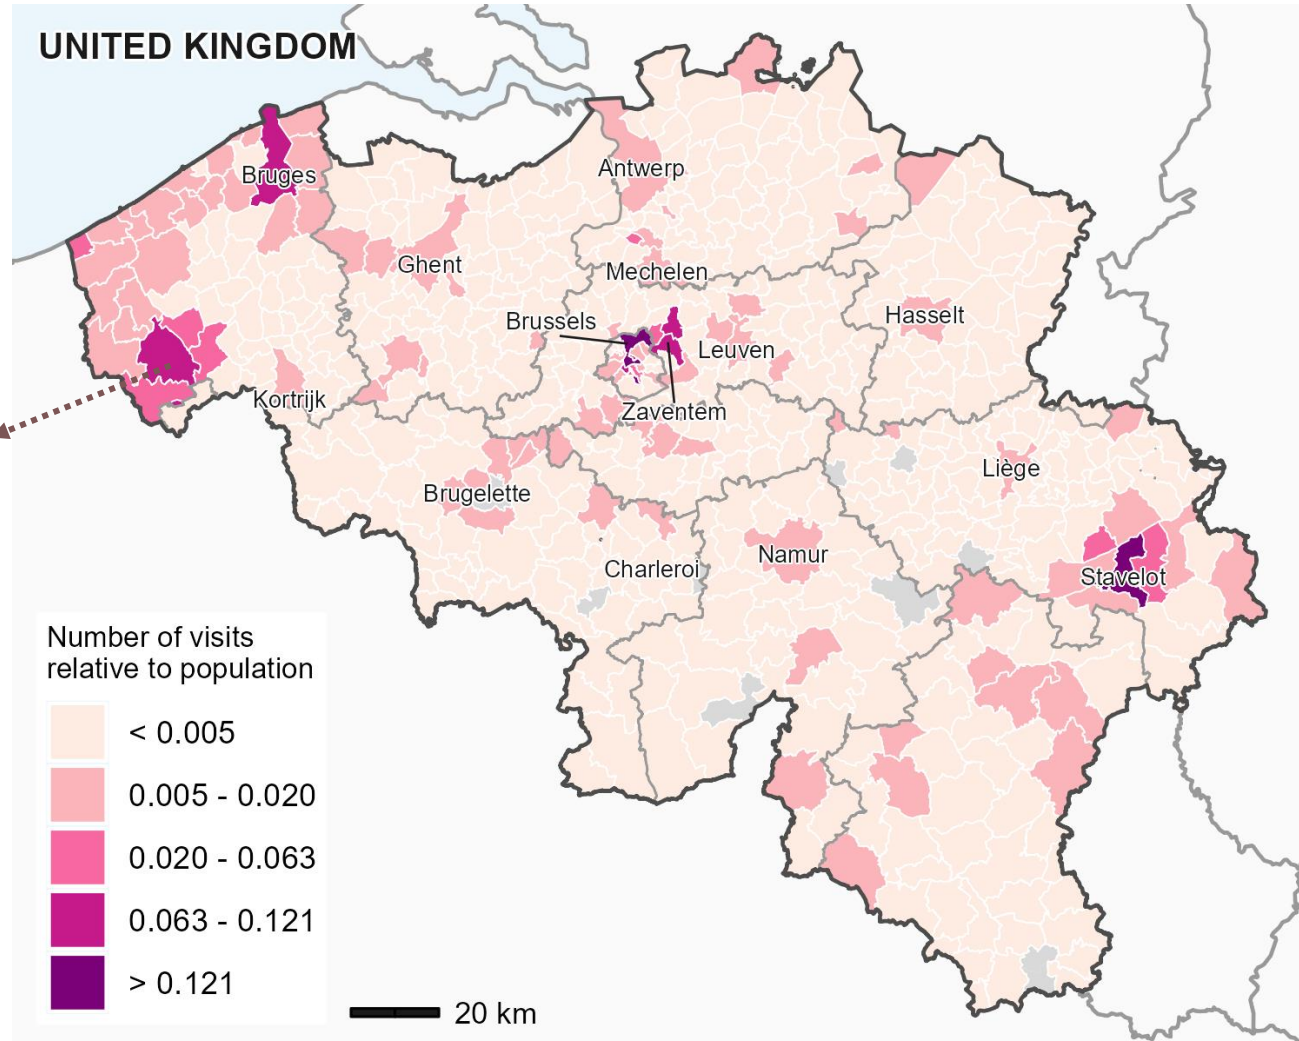 UNITED KINGDOM
Bruges
Antwerp
Ghent
Mechelen
Brussels
Hasselt
Leuven
Kortrijk
Zaventem
Liège
Brugelette
Namur
Charleroi
Stavelot
Number of visits
relative to population
< 0.005
0.005 - 0.020
0.020 - 0.063
0.063 - 0.121
> 0.121
20 km